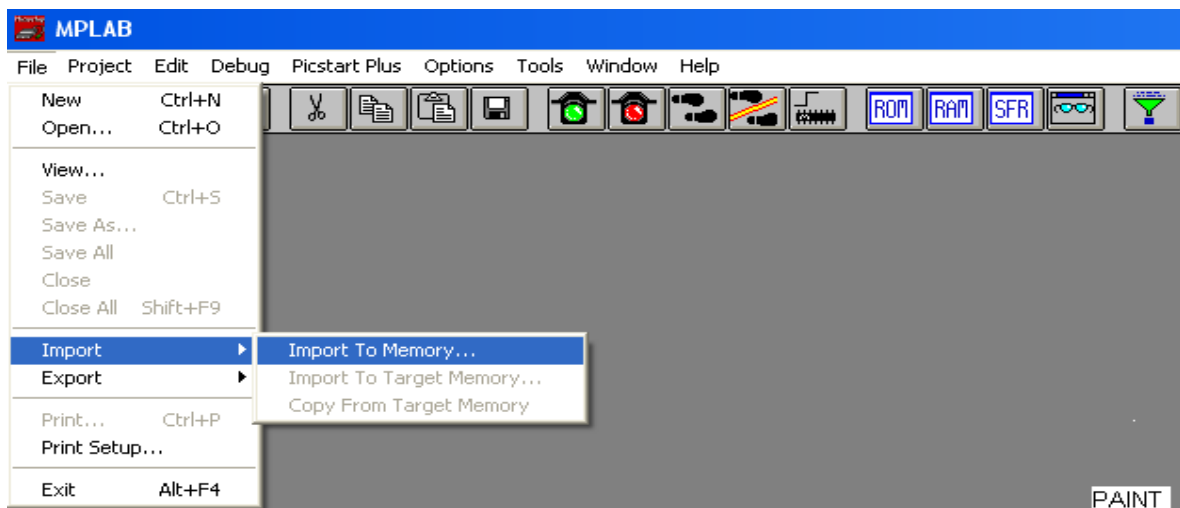 MPLAB
File Project Edit Debug Picstart Plus Options Tools Window Help
ROM RAM SFR
New Ctrl+N
Open... Ctrl+O
View...
Save Ctrl+S
Save As...
Save All
Close
Close All Shift+F9
Import
Export
Import To Memory...
Import To Target Memory...
Copy From Target Memory
Print... Ctrl+P
Print Setup...
Exit Alt+F4
PAINT